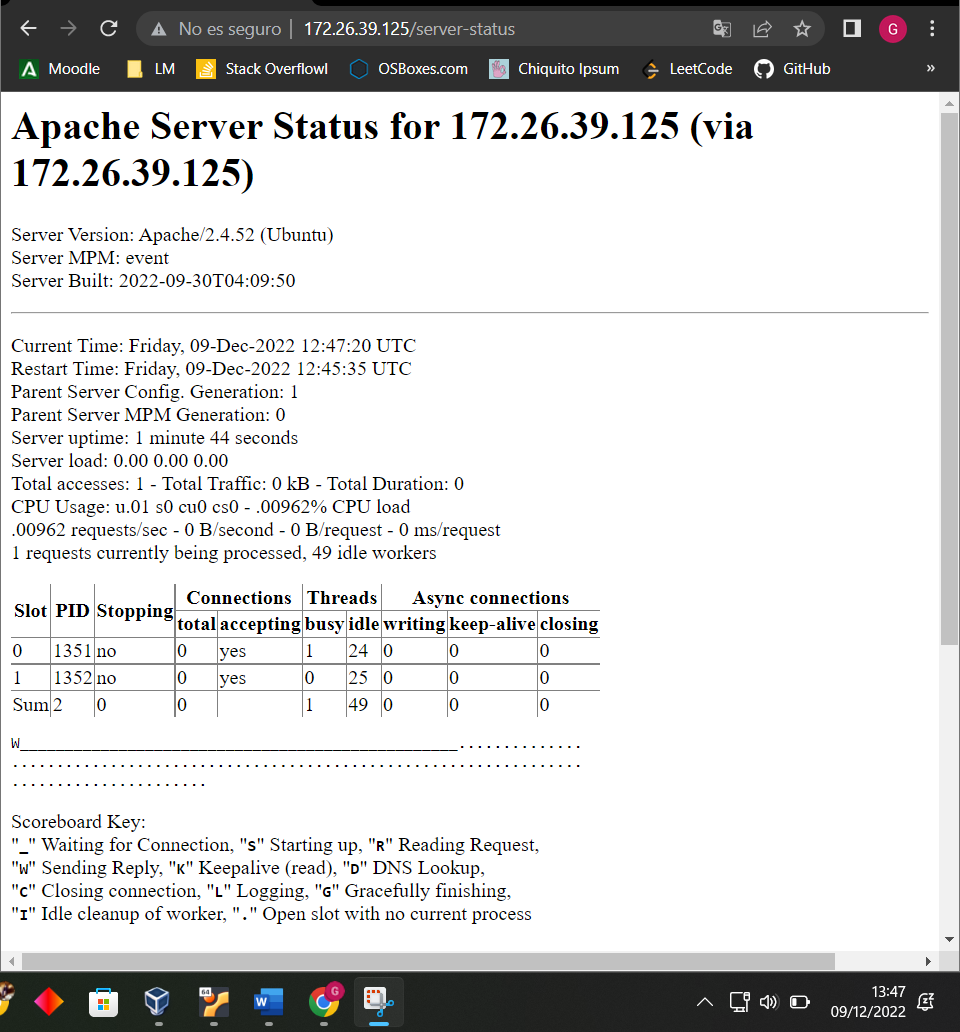 No es seguro | 172.26.39.125/server-status
G
Moodle LM Stack Overflowl OSBoxes.com Chiquito Ipsum LeetCode GitHub »
Apache Server Status for 172.26.39.125 (via
172.26.39.125)
Server Version: Apache/2.4.52 (Ubuntu)
Server MPM: event
Server Built: 2022-09-30T04:09:50
Current Time: Friday, 09-Dec-2022 12:47:20 UTC
Restart Time: Friday, 09-Dec-2022 12:45:35 UTC
Parent Server Config. Generation: 1
Parent Server MPM Generation: 0
Server uptime: 1 minute 44 seconds
Server load: 0.00 0.00 0.00
Total accesses: 1 - Total Traffic: 0 kB - Total Duration: 0
CPU Usage: u.01 s0 cu0 cs0 - .00962% CPU load
.00962 requests/sec - 0 B/second - 0 B/request - 0 ms/request
1 requests currently being processed, 49 idle workers
Slot PID Stopping Connections Threads Async connections
total accepting busy idle writing keep-alive closing
0 1351 no 0 yes 1 24 0 0 0
1 1352 no 0 yes 0 25 0 0 0
Sum 2 0 0 1 49 0 0 0
W_________________________________________________..............
................................................................
......................
Scoreboard Key:
"_" Waiting for Connection, "S" Starting up, "R" Reading Request,
"W" Sending Reply, "K" Keepalive (read), "D" DNS Lookup,
"C" Closing connection, "L" Logging, "G" Gracefully finishing,
"I" Idle cleanup of worker, "." Open slot with no current process
64
W
G
13:47
09/12/2022